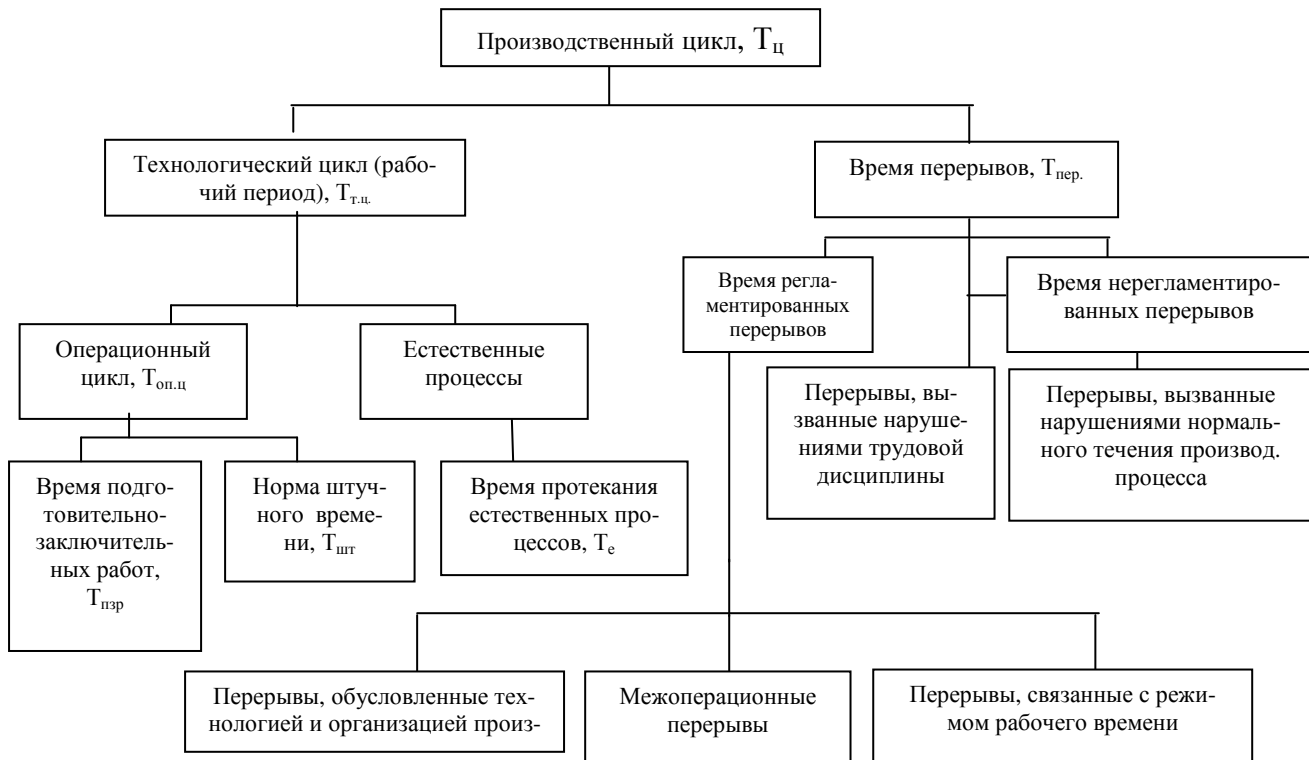 Производственный цикл, Тц
Технологический цикл (рабо-
чий период), Тт.ц.
Время перерывов, Тпер.
Время регла-
ментированных
перерывов
Время нерегламентиро-
ванных перерывов
Операционный
цикл, Топ.ц
Естественные
процессы
Перерывы, вы-
званные наруше-
ниями трудовой
дисциплины
Перерывы, вызванные
нарушениями нормаль-
ного течения производ.
процесса
Время подго-
товительно-
заключитель-
ных работ,
Тпзр
Норма штуч-
ного времe-
ни, Тшт
Время протекания
естественных про-
цессов, Те
Перерывы, обусловленные тех-
нологией и организацией произ-
Межоперационные
перерывы
Перерывы, связанные с режи-
мом рабочего времени